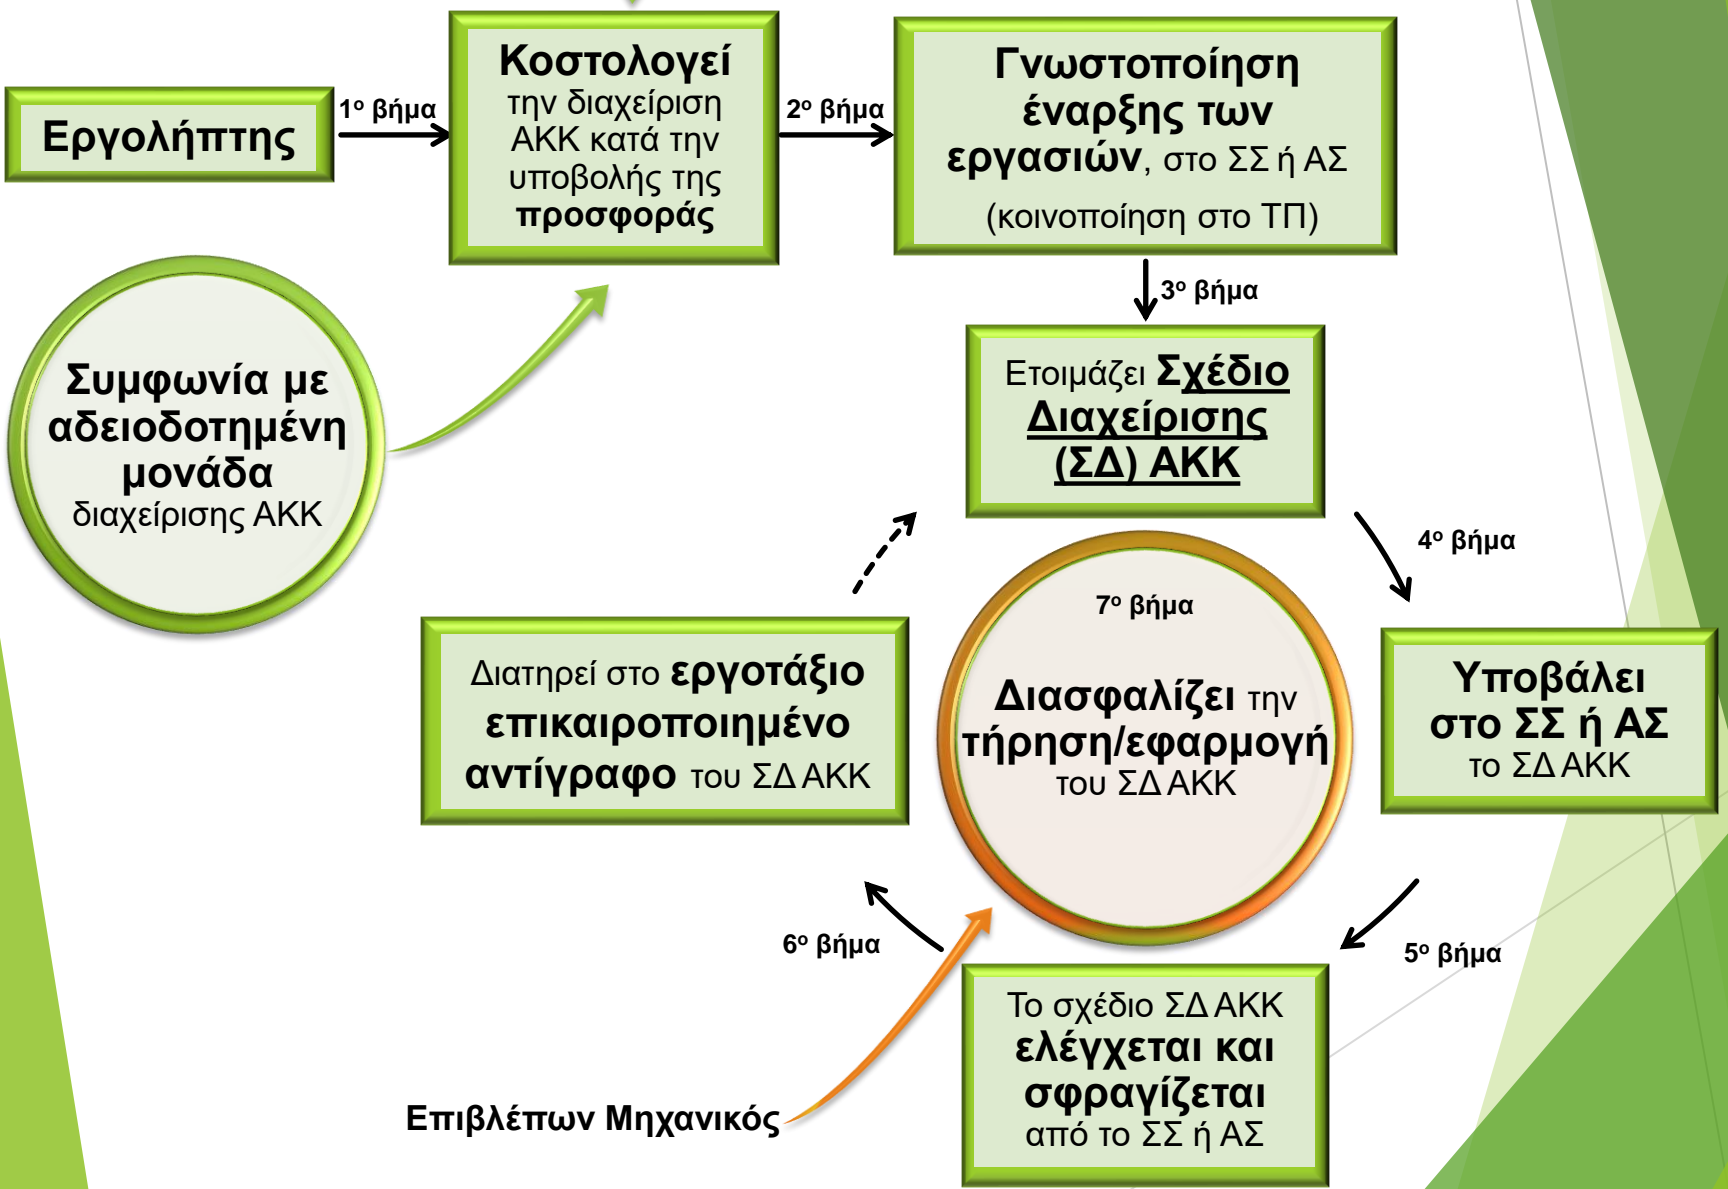 Εργολήπτης
1ο βήμα
Κοστολογεί
την διαχείριση
ΑΚΚ κατά την
υποβολής της
προσφοράς
2ο βήμα
Γνωστοποίηση
έναρξης των
εργασιών, στο ΣΣ ή ΑΣ
(κοινοποίηση στο ΤΠ)
3ο βήμα
Συμφωνία με
αδειοδοτημένη
μονάδα
διαχείρισης ΑΚΚ
Ετοιμάζει Σχέδιο
Διαχείρισης
(ΣΔ) ΑΚΚ
4ο βήμα
Υποβάλει
στο ΣΣ ή ΑΣ
το ΣΔ ΑΚΚ
5ο βήμα
Το σχέδιο ΣΔ ΑΚΚ
ελέγχεται και
σφραγίζεται
από το ΣΣ ή ΑΣ
6ο βήμα
Διατηρεί στο εργοτάξιο
επικαιροποιημένο
αντίγραφο του ΣΔ ΑΚΚ
7ο βήμα
Διασφαλίζει την
τήρηση/εφαρμογή
του ΣΔ ΑΚΚ
Επιβλέπων Μηχανικός